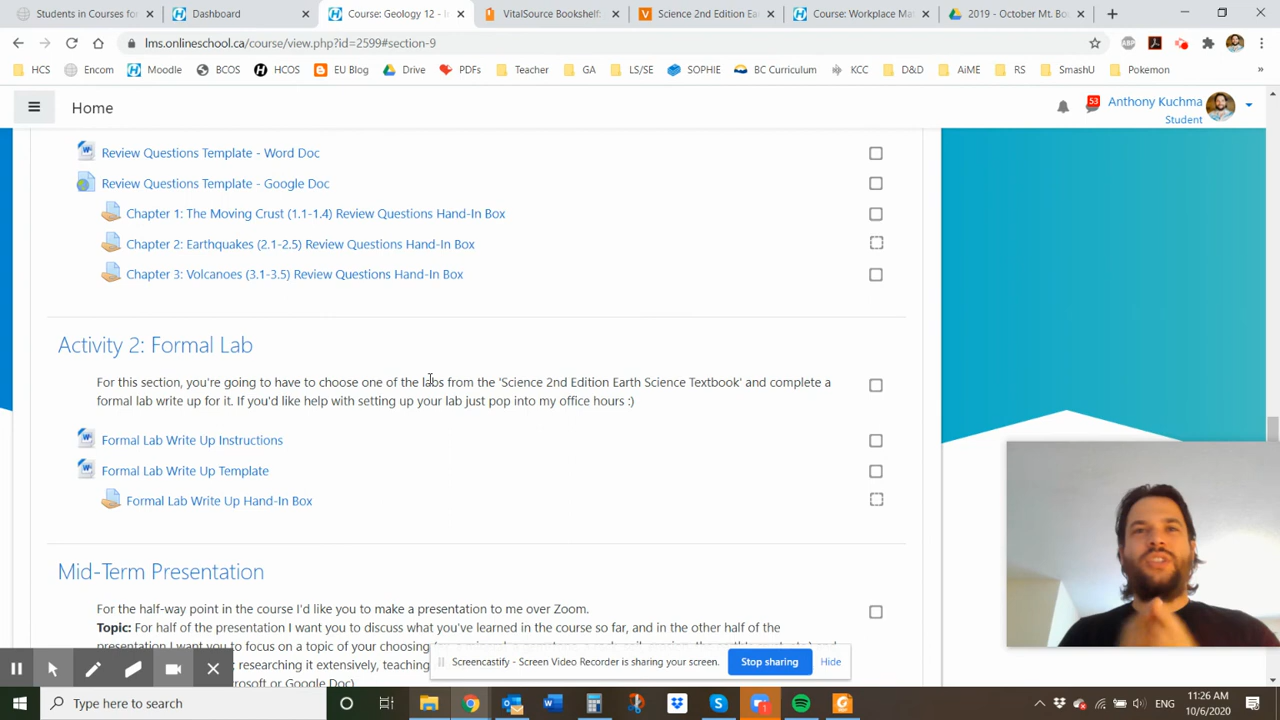 Students in Courses for
Dashboard
Course: Geology 12 - I
VitalSource Bookshelf:
Science 2nd Edition Ear
Course: Workplace Ma
2019 - October Mt. Bo
lms.onlineschool.ca/course/view.php?id=2599#section-9
ABP
HCS
Encom
Moodle
BCOS
HCOS
EU Blog
Drive
PDFs
Teacher
GA
LS/SE
SOPHIE
BC Curriculum
KCC
D&D
AiME
RS
SmashU
Pokemon
»
Home
53
Anthony Kuchma
Student
Review Questions Template - Word Doc
Review Questions Template - Google Doc
Chapter 1: The Moving Crust (1.1-1.4) Review Questions Hand-In Box
Chapter 2: Earthquakes (2.1-2.5) Review Questions Hand-In Box
Chapter 3: Volcanoes (3.1-3.5) Review Questions Hand-In Box
Activity 2: Formal Lab
For this section, you're going to have to choose one of the labs from the 'Science 2nd Edition Earth Science Textbook' and complete a
formal lab write up for it. If you'd like help with setting up your lab just pop into my office hours :)
Formal Lab Write Up Instructions
Formal Lab Write Up Template
Formal Lab Write Up Hand-In Box
Mid-Term Presentation
For the half-way point in the course I'd like you to make a presentation to me over Zoom.
Topic: For half of the presentation I want you to discuss what you've learned in the course so far, and in the other half of the
presentation I want you to focus on a topic of your choosing
researching it extensively, teaching
rosoft or Google Doc)
Screencastify - Screen Video Recorder is sharing your screen.
Stop sharing
Hide
Type here to search
ENG
11:26 AM
10/6/2020